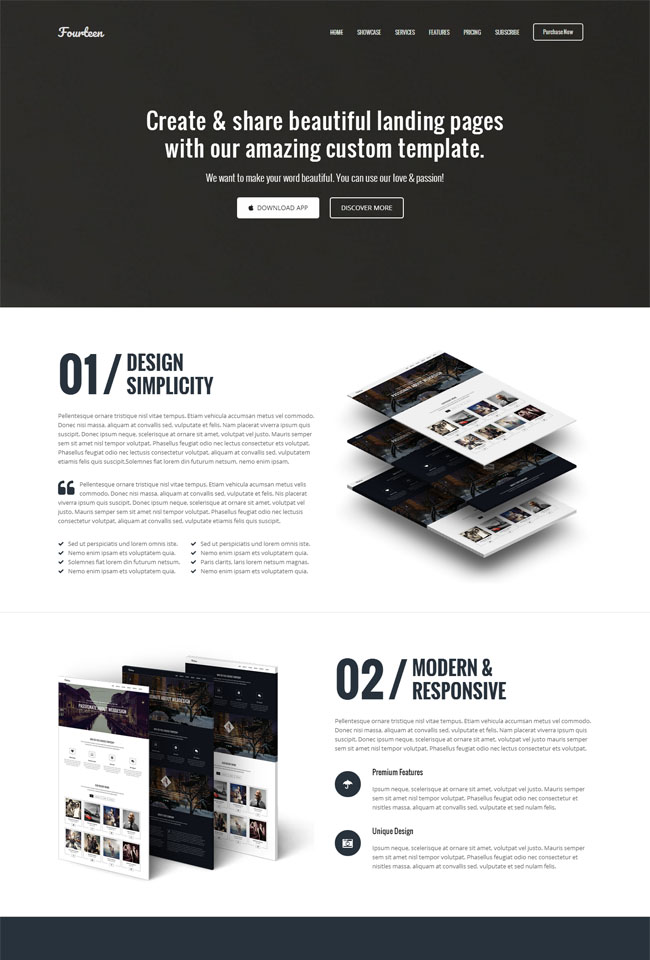 Fourteen
HOME SHOWCASE SERVICES FEATURES PRICING SUBSCRIBE Purchase Now
Create & share beautiful landing pages
with our amazing custom template.
We want to make your word beautiful. You can use our love & passion!
DOWNLOAD APP DISCOVER MORE
01 / DESIGN
SIMPLICITY
Pellentesque ornare tristique nisl vitae tempus. Etiam vehicula accumsan metus vel commodo.
Donec nisi massa, aliquam at convallis sed, vulputate et felis. Nam placerat viverra ipsum quis
suscipit. Donec ipsum neque, scelerisque at ornare sit amet, volutpat vel justo. Mauris semper
sem sit amet nisl tempor volutpat. Phasellus feugiat odio nec lectus consectetur volutpat.
Phasellus consectetur volutpat, aliquam at convallis sed, vulputatem
etiamis felis quis suscipit.Solemnes fiat lorem din futurum netsum, nemo enim ipsam.
Pellentesque ornare tristique nisl vitae tempus. Etiam vehicula accumsan metus velis
commodo. Donec nisi massa, aliquam at convallis sed, vulputate et felis. Nis placerat
viverra ipsum quis suscipit. Donec ipsum neque, scelerisque at ornare sit amet, volutpat vel
justo. Mauris semper sem sit amet nisl tempor volutpat. Phasellus feugiat odio nec lectus
consectetur volutpat, aliquam at convallis sed, vulputate etiamis felis quis suscipit.
Sed ut perspiciatis und lorem omnis iste.
Nemo enim ipsam ets voluptatem quia.
Solemnes fiat lorem din futurum netsum.
Nemo enim ipsam ets voluptatem quia.
Sed ut perspiciatis und lorem omnis iste.
Nemo enim ipsam ets voluptatem quia.
Paris clarits, laris lorem netsum magnas.
Nemo enim ipsam ets voluptatem quia.
PASSIONATE ABOUT WEBDESIGN
02 / MODERN &
RESPONSIVE
Pellentesque ornare tristique nisl vitae tempus. Etiam vehicula accumsan metus vel commodo.
Donec nisi massa, aliquam at convallis sed, vulputate et felis. Nam placerat viverra ipsum quis
suscipit. Donec ipsum neque, scelerisque at ornare sit amet, volutpat vel justo mauris semper
sem sit amet nisl tempor volutpat. Phasellus feugiat odio nec lectus consectetur ets volutpat.
Premium Features
Ipsum neque, scelerisque at ornare sit amet, volutpat vel justo. Mauris semper
sem sit amet nisl tempor volutpat. Phasellus feugiat odio nec consectetur et
nisities mauris, aliquam at convallis sed, vulputate et sed nulam felis.
Unique Design
Ipsum neque, scelerisque at ornare sit amet, volutpat vel justo. Mauris semper
sem sit amet nisl tempor volutpat. Phasellus feugiat odio nec consectetur et
nisities mauris, aliquam at convallis sed, vulputate et sed nulam felis.